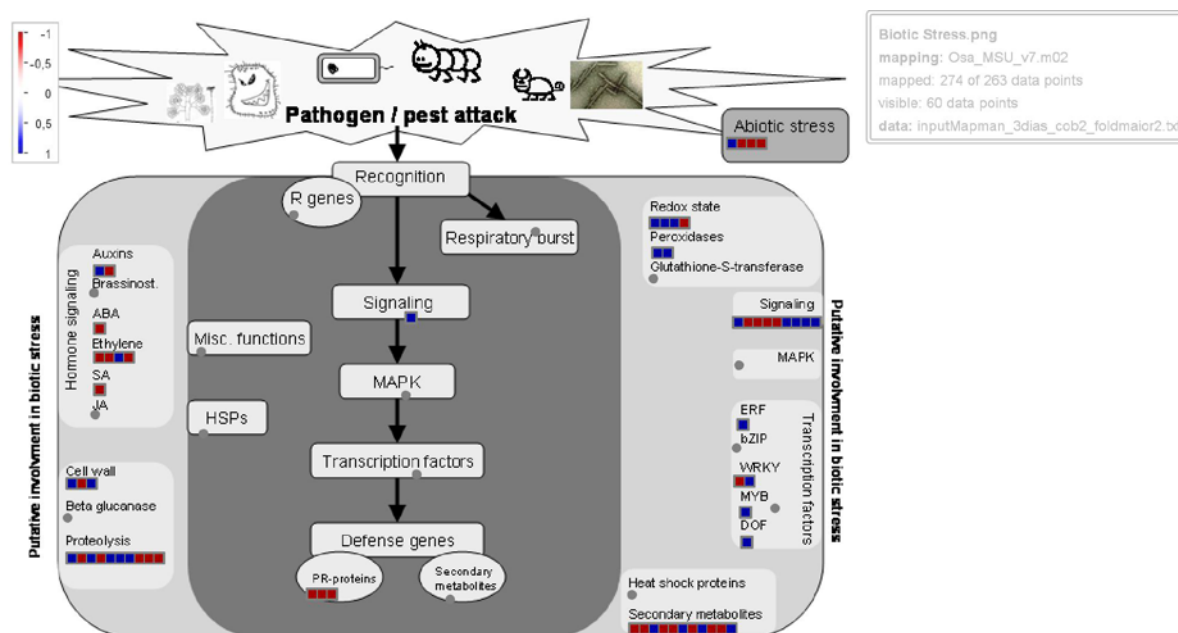 -1
-0,5
0
0,5
1
Pathogen / pest attack
Biotic Stress.png
mapping: Osa_MSU_v7.m02
mapped: 274 of 263 data points
visible: 60 data points
data: inputMapman_3dias_cob2_foldmaior2.txt
Abiotic stress
Recognition
R genes
Respiratory burst
Signaling
Misc. functions
MAPK
HSPs
Transcription factors
Defense genes
PR-proteins
Secondary
metabolites
Putative involvment in biotic stress
Hormone signaling
Auxins
Brassinost.
ABA
Ethylene
SA
JA
Cell wall
Beta glucanase
Proteolysis
Redox state
Peroxidases
Glutathione-S-transferase
Signaling
MAPK
ERF
bZIP
WRKY
MYB
DOF
Transcription factors
Putative involvment in biotic stress
Heat shock proteins
Secondary metabolites